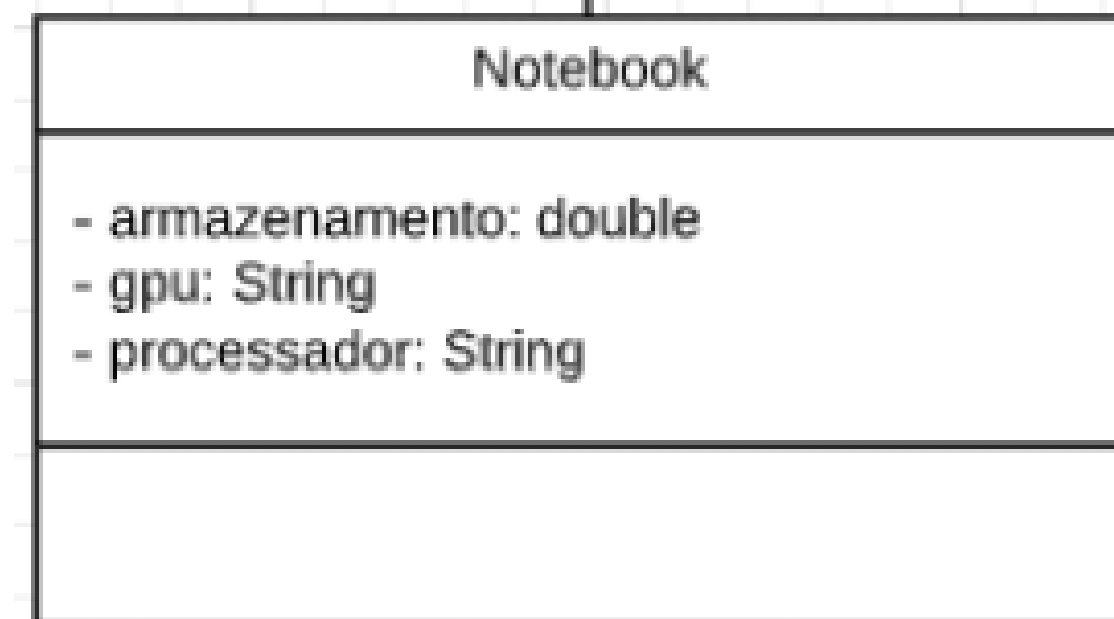 Notebook
- armazenamento: double
- gpu: String
- processador: String